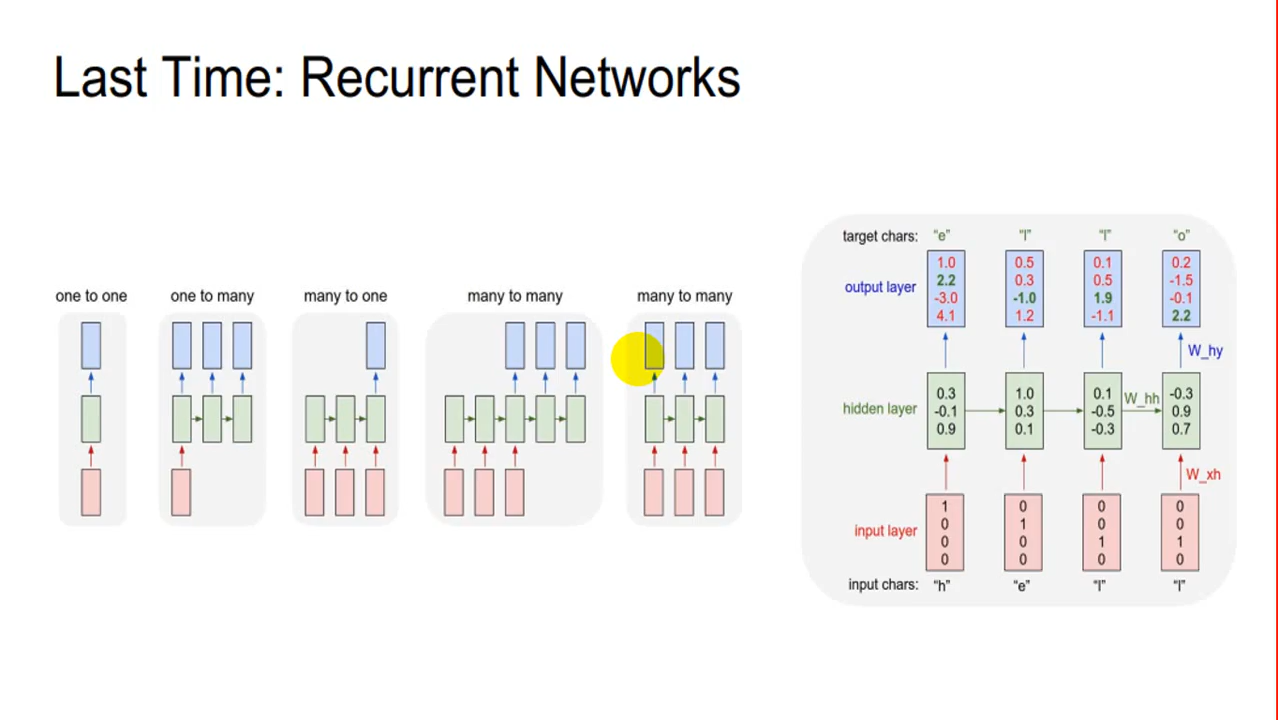 Last Time: Recurrent Networks
one to one
one to many
many to one
many to many
many to many
target chars: “e” “l” “l” “o”
output layer
1.0 0.5 0.1 0.2
2.2 0.3 0.5 -1.5
-3.0 -1.0 1.9 -0.1
4.1 1.2 -1.1 2.2
W_hy
hidden layer
0.3 1.0 0.1 -0.3
-0.1 0.3 -0.5 0.9
0.9 0.1 -0.3 0.7
W_hh
W_xh
input layer
1 0 0 0
0 1 0 0
0 0 1 1
0 0 0 0
input chars: “h” “e” “l” “l”